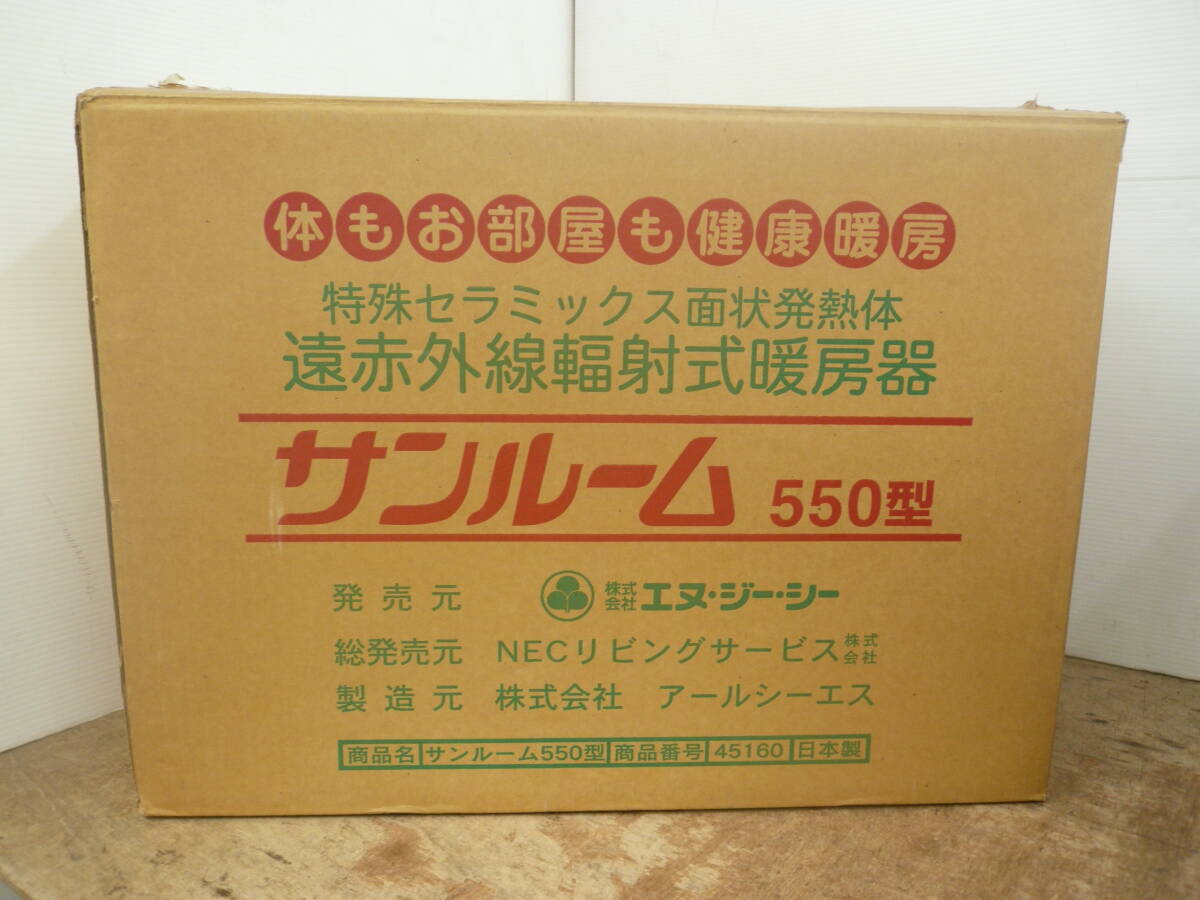 体もお部屋も健康暖房
特殊セラミックス面状発熱体
遠赤外線輻射式暖房器
サンルーム 550型
発売元 株式会社 エヌ・ジー・シー
総発売元 NECリビングサービス株式会社
製造元 株式会社 アールシーエス
商品名 サンルーム550型 商品番号 45160 日本製